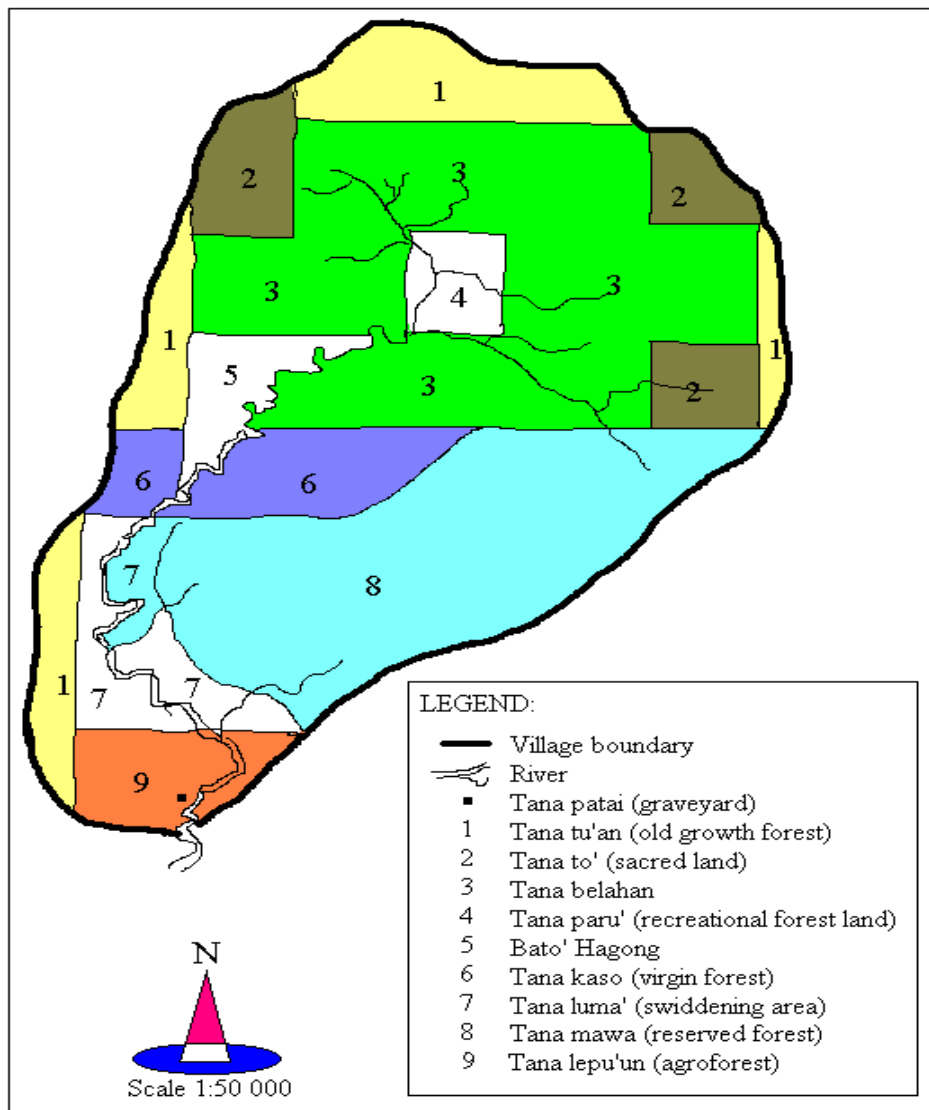 1
2
2
3
3
3
4
1
1
5
3
2
6
6
7
8
1
7
7
9
LEGEND:
Village boundary
River
Tana patai (graveyard)
1 Tana tu'an (old growth forest)
2 Tana to' (sacred land)
3 Tana belahan
4 Tana paru' (recreational forest land)
5 Bato' Hagong
6 Tana kaso (virgin forest)
7 Tana luma' (swiddening area)
8 Tana mawa (reserved forest)
9 Tana lepu'un (agroforest)
N
Scale 1:50 000